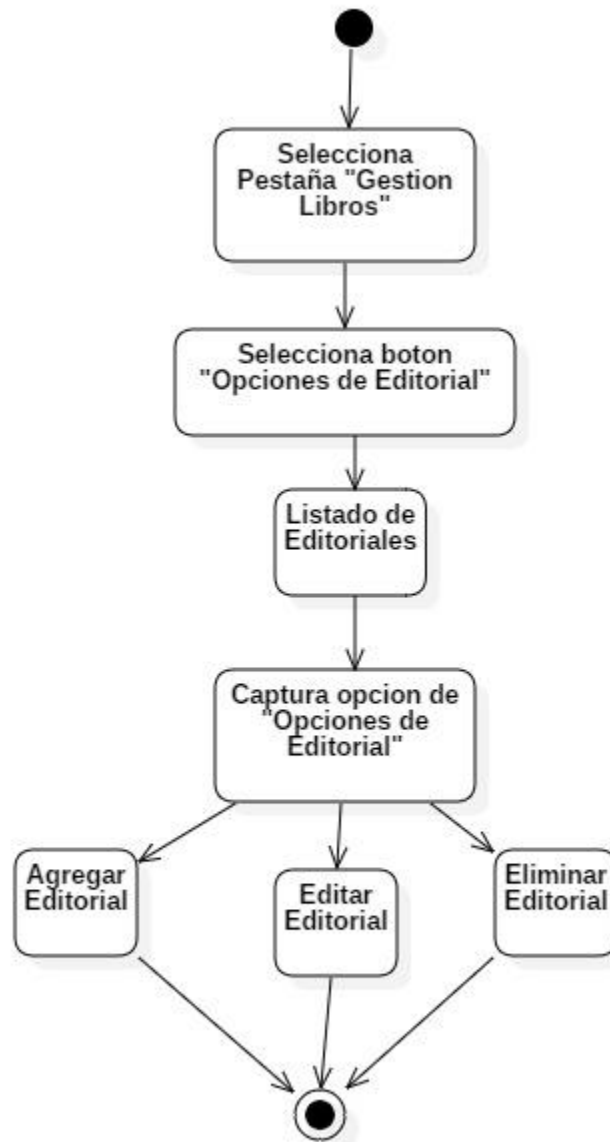 Selecciona
Pestaña "Gestion
Libros"
Selecciona boton
"Opciones de Editorial"
Listado de
Editoriales
Captura opcion de
"Opciones de
Editorial"
Agregar
Editorial
Editar
Editorial
Eliminar
Editorial